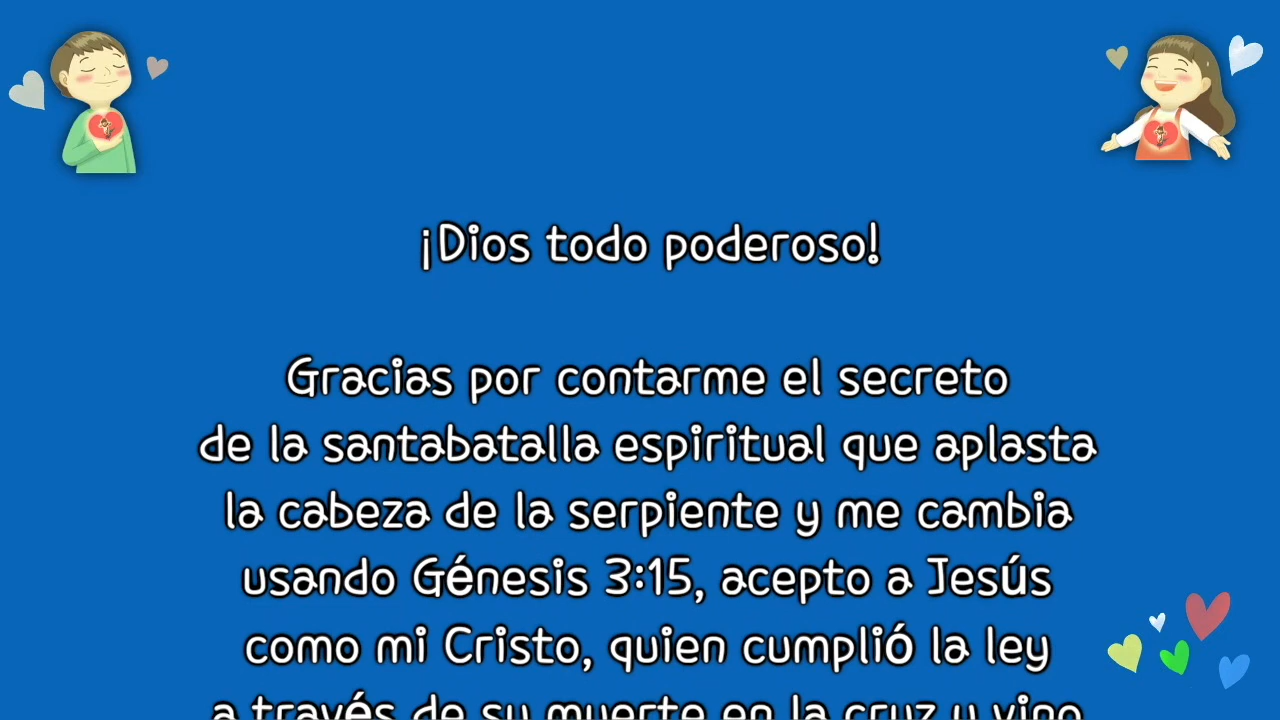 ¡Dios todo poderoso!
Gracias por contarme el secreto
de la santabatalla espiritual que aplasta
la cabeza de la serpiente y me cambia
usando Génesis 3:15, acepto a Jesús
como mi Cristo, quien cumplió la ley
a través de su muerte en la cruz y vino